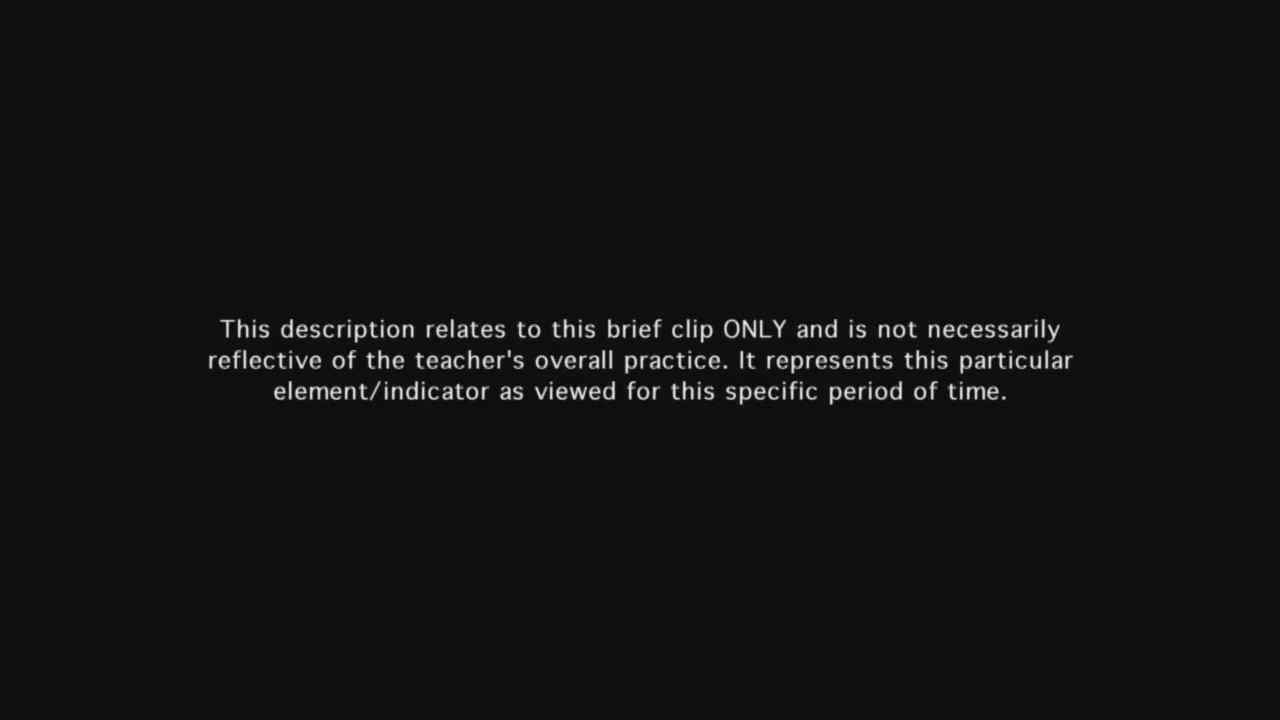 This description relates to this brief clip ONLY and is not necessarily
reflective of the teacher's overall practice. It represents this particular
element/indicator as viewed for this specific period of time.